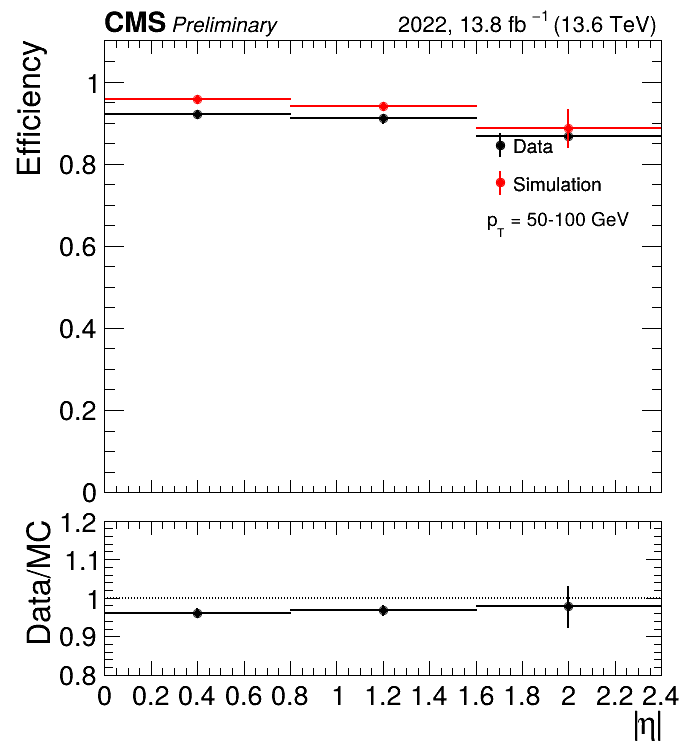 CMS Preliminary 2022, 13.8 fb⁻¹ (13.6 TeV)
Efficiency
1
0.8
0.6
0.4
0.2
0
Data
Simulation
p_T = 50-100 GeV
Data/MC
1.2
1.1
1
0.9
0.8
0 0.2 0.4 0.6 0.8 1 1.2 1.4 1.6 1.8 2 2.2 2.4
|η|